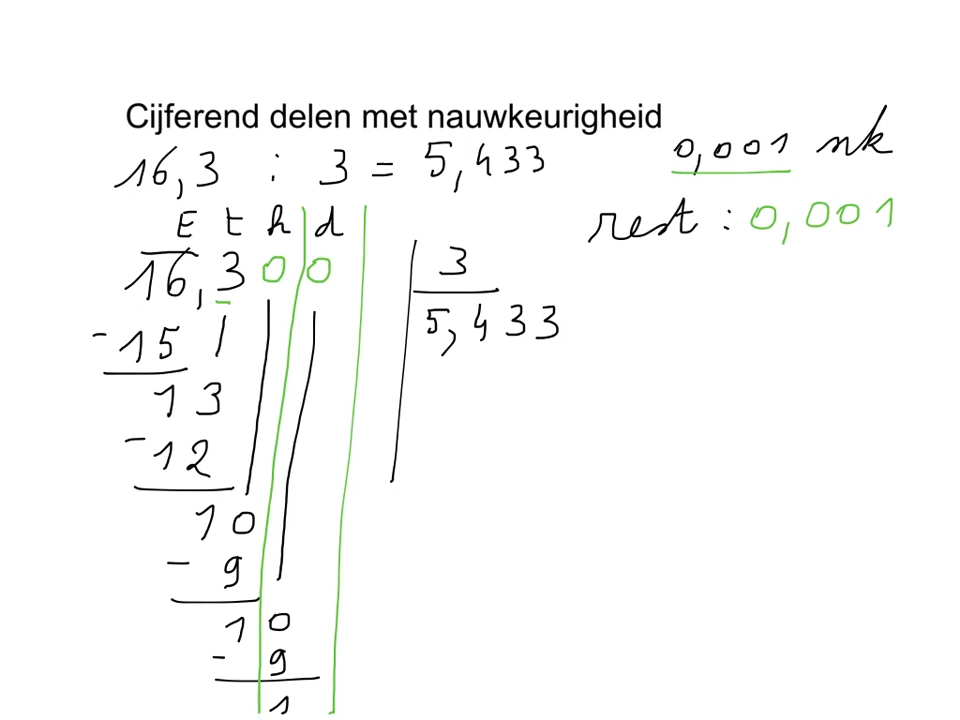 Cijferend delen met nauwkeurigheid
16,3 : 3 = 5,433
0,001 nk
rest : 0,001
E t h d
16,300
3
5,433
- 15
13
- 12
10
- 9
10
- 9
1